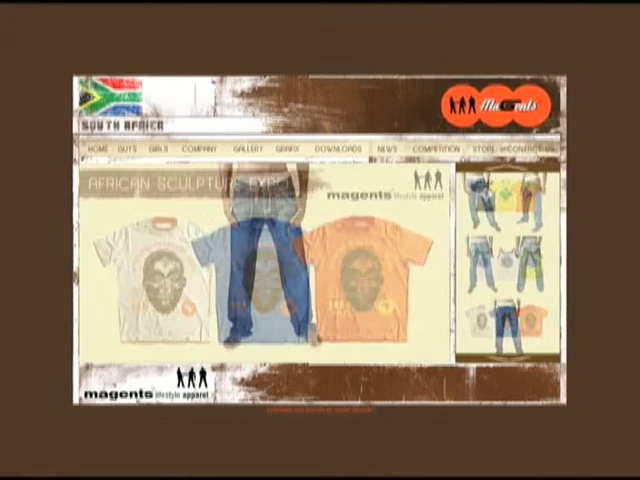 SOUTH AFRICA
MaGents
HOME GUYS GIRLS COMPANY GALLERY DOWNLOADS NEWS COMPETITION STORE
AFRICAN SCULPTURE EXPO
magents lifestyle apparel
magents lifestyle apparel